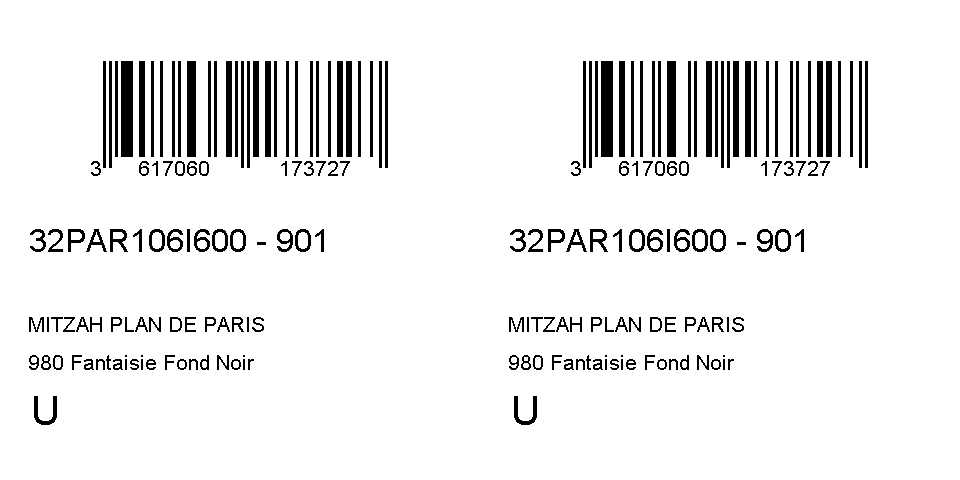 3 617060 173727
32PAR106I600 - 901
MITZAH PLAN DE PARIS
980 Fantaisie Fond Noir
U
3 617060 173727
32PAR106I600 - 901
MITZAH PLAN DE PARIS
980 Fantaisie Fond Noir
U